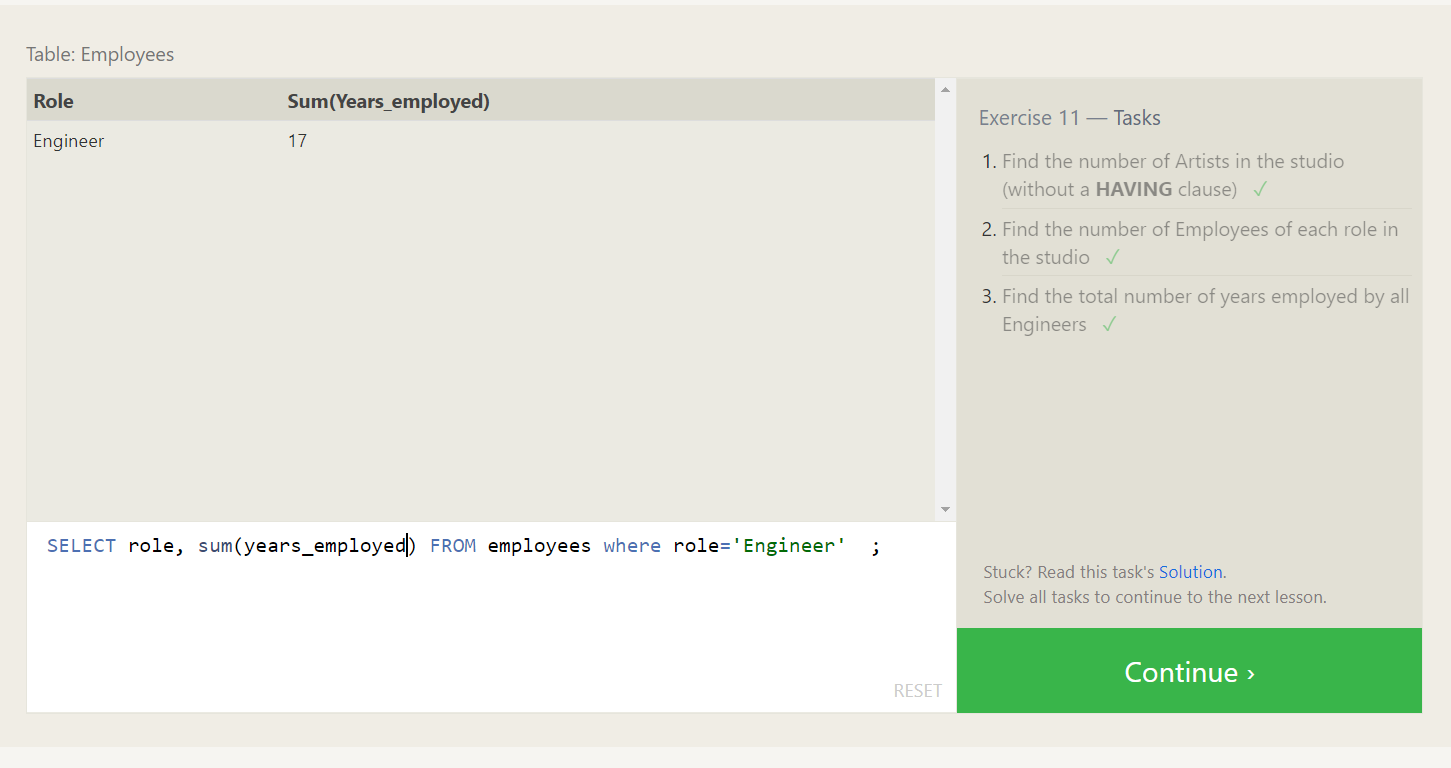 Table: Employees
Role Sum(Years_employed)
Engineer 17
SELECT role, sum(years_employed) FROM employees where role='Engineer'  ;
RESET
Exercise 11 — Tasks
1. Find the number of Artists in the studio
(without a HAVING clause) ✓
2. Find the number of Employees of each role in
the studio ✓
3. Find the total number of years employed by all
Engineers ✓
Stuck? Read this task's Solution.
Solve all tasks to continue to the next lesson.
Continue ›